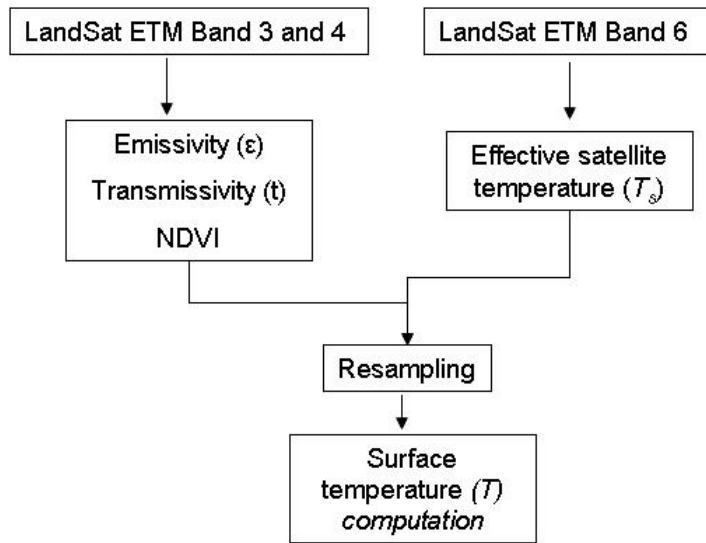 LandSat ETM Band 3 and 4
LandSat ETM Band 6
Emissivity (ε)
Transmissivity (t)
NDVI
Effective satellite
temperature (Ts)
Resampling
Surface
temperature (T)
computation